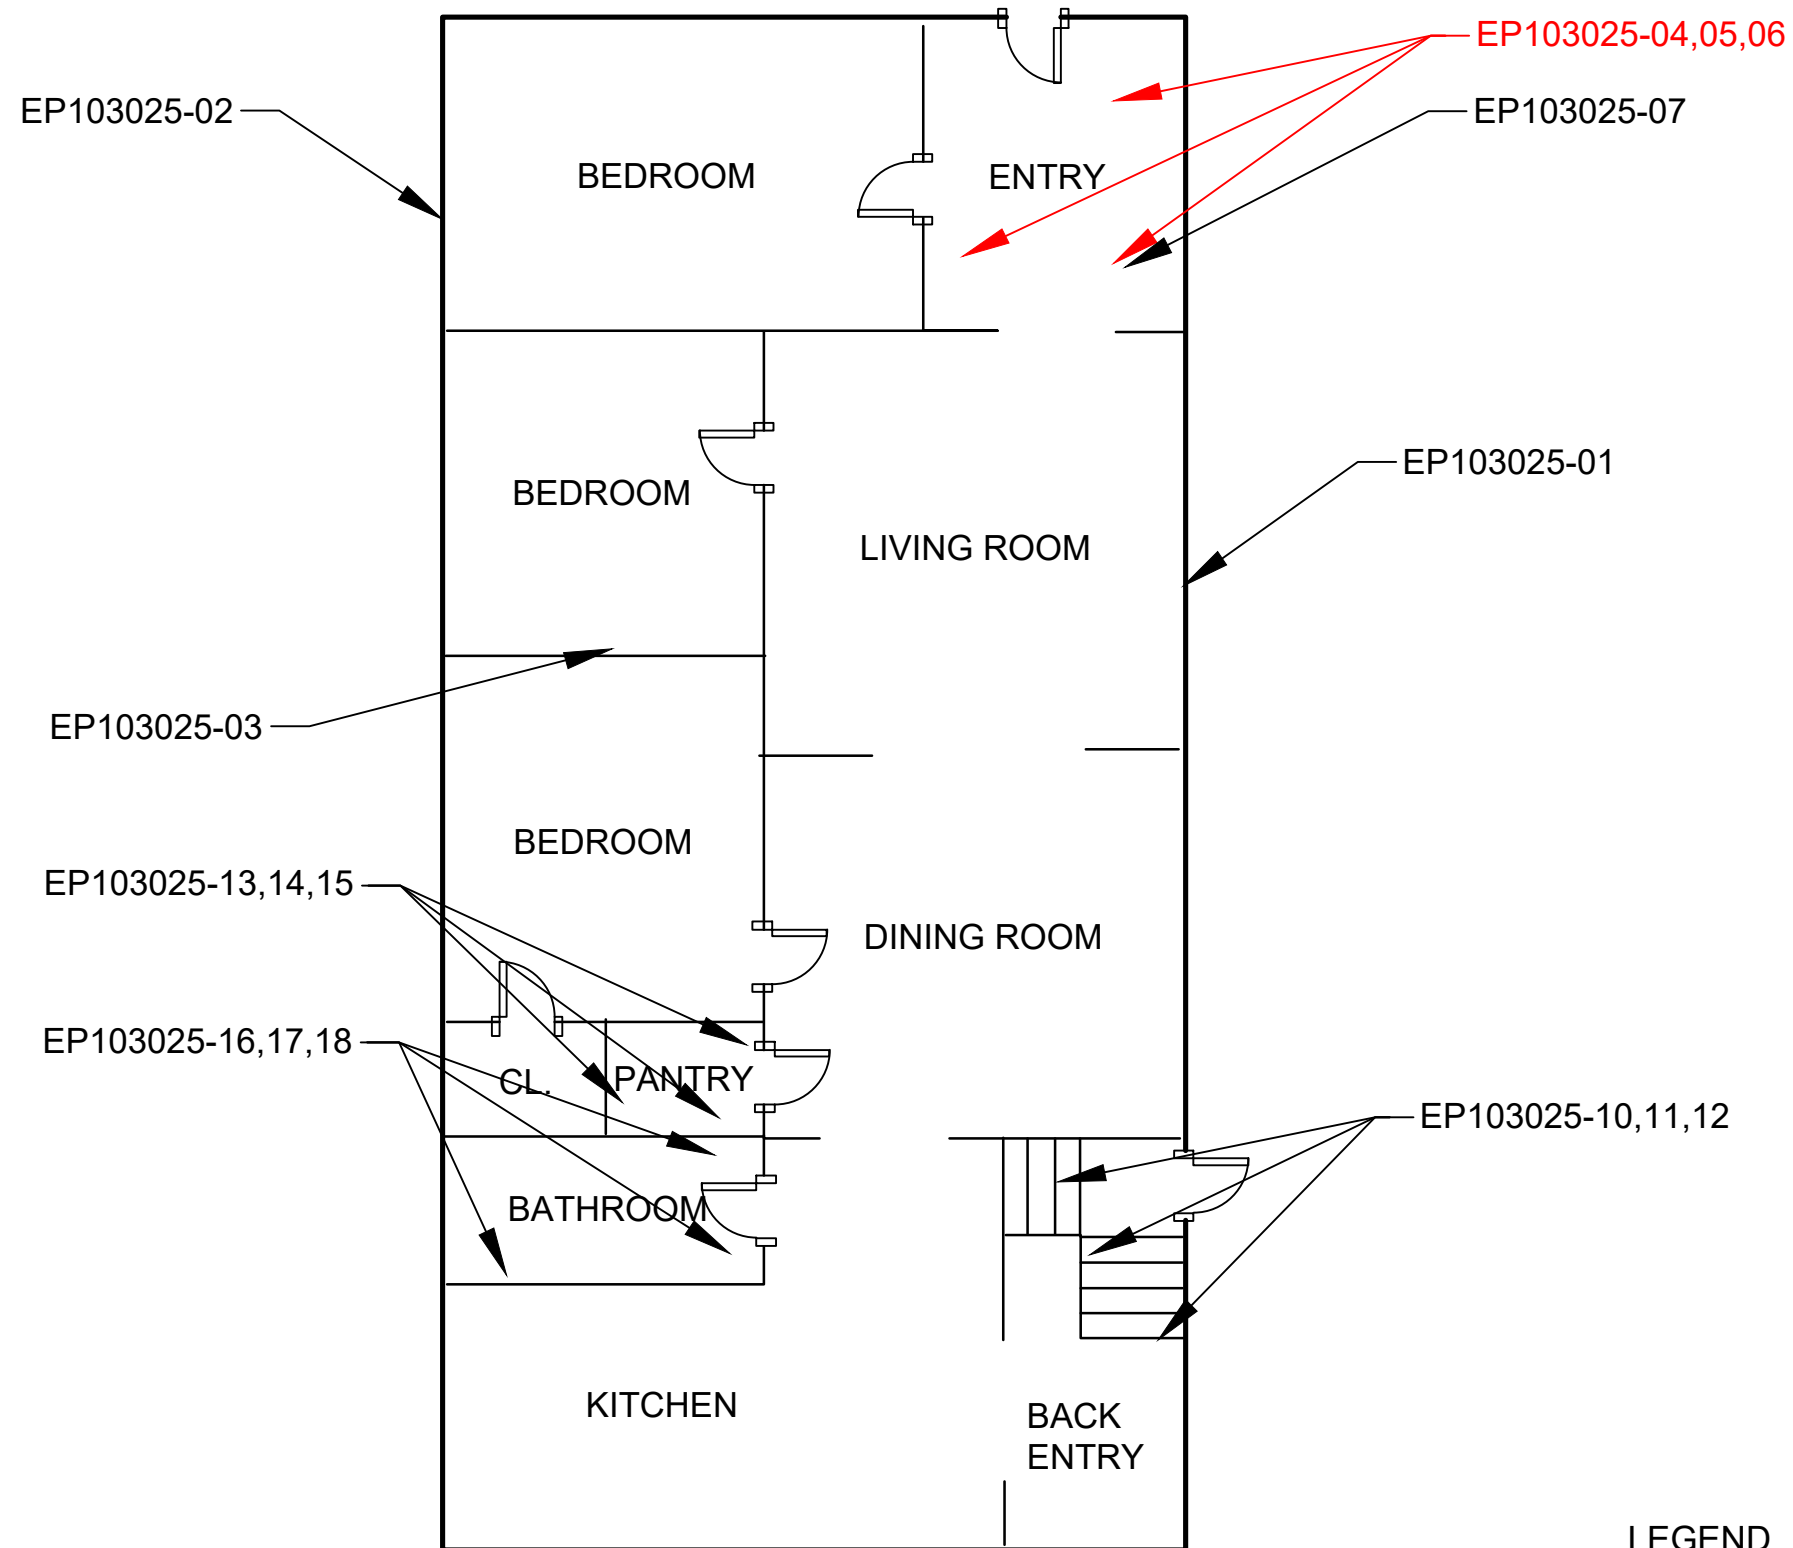 EP103025-04,05,06
EP103025-02
EP103025-07
BEDROOM
ENTRY
EP103025-01
BEDROOM
LIVING ROOM
EP103025-03
BEDROOM
EP103025-13,14,15
DINING ROOM
EP103025-16,17,18
CL.
PANTRY
EP103025-10,11,12
BATHROOM
KITCHEN
BACK
ENTRY
LEGEND